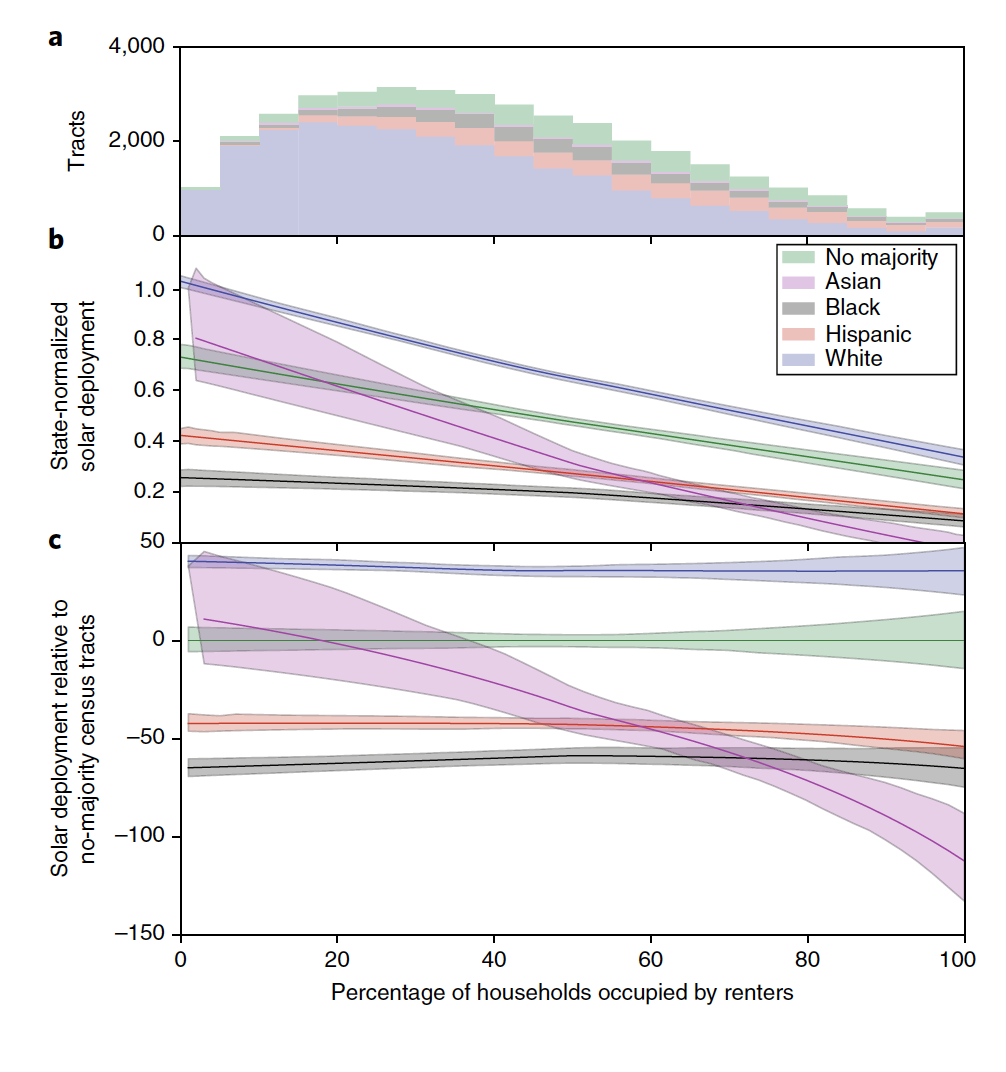 a
4,000
2,000
0
Tracts
b
1.0
0.8
0.6
0.4
0.2
State-normalized
solar deployment
No majority
Asian
Black
Hispanic
White
c
50
0
−50
−100
−150
Solar deployment relative to
no-majority census tracts
0 20 40 60 80 100
Percentage of households occupied by renters